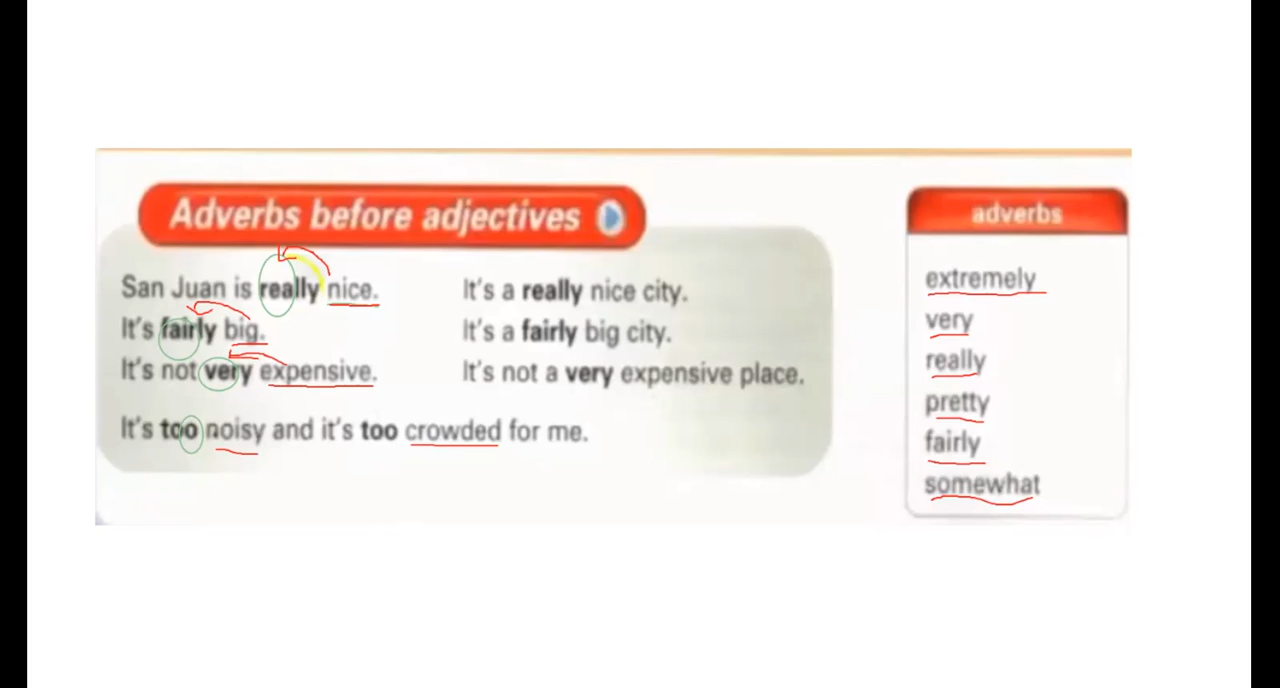 Adverbs before adjectives
San Juan is really nice.
It's fairly big.
It's not very expensive.
It's a really nice city.
It's a fairly big city.
It's not a very expensive place.
It's too noisy and it's too crowded for me.
adverbs
extremely
very
really
pretty
fairly
somewhat